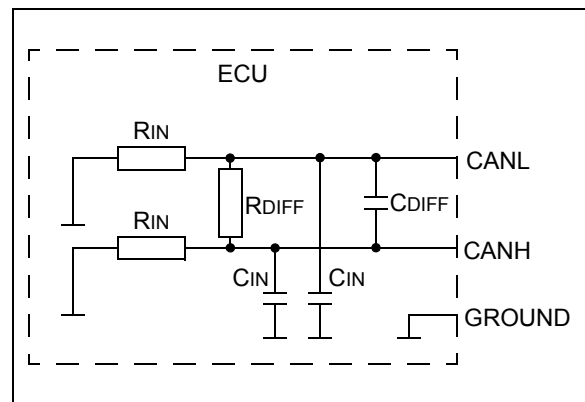 ECU
RIN
CANL
RDIFF
CDIFF
RIN
CANH
CIN
CIN
GROUND